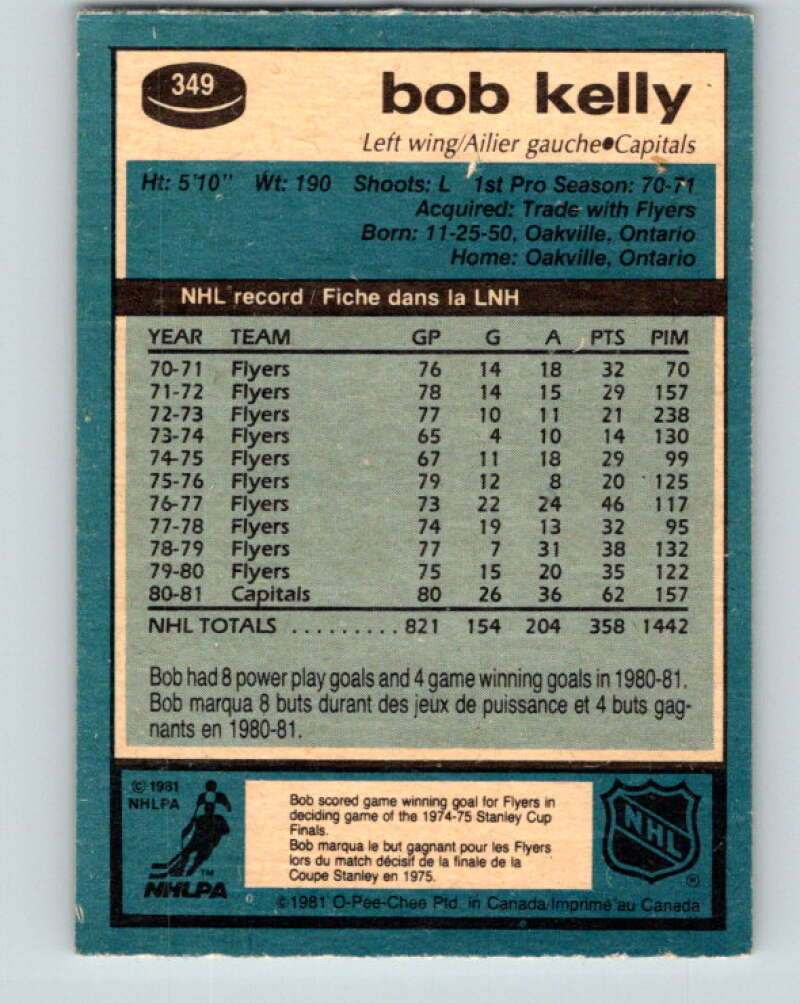 349
bob kelly
Left wing/Ailier gauche•Capitals
Ht: 5'10" Wt: 190 Shoots: L 1st Pro Season: 70-71
Acquired: Trade with Flyers
Born: 11-25-50, Oakville, Ontario
Home: Oakville, Ontario
NHL record / Fiche dans la LNH
YEAR TEAM GP G A PTS PIM
70-71 Flyers 76 14 18 32 70
71-72 Flyers 78 14 15 29 157
72-73 Flyers 77 10 11 21 238
73-74 Flyers 65 4 10 14 130
74-75 Flyers 67 11 18 29 99
75-76 Flyers 79 12 8 20 125
76-77 Flyers 73 22 24 46 117
77-78 Flyers 74 19 13 32 95
78-79 Flyers 77 7 31 38 132
79-80 Flyers 75 15 20 35 122
80-81 Capitals 80 26 36 62 157
NHL TOTALS ......... 821 154 204 358 1442
Bob had 8 power play goals and 4 game winning goals in 1980-81.
Bob marqua 8 buts durant des jeux de puissance et 4 buts gag-
nants en 1980-81.
© 1981
NHLPA
TM
NHLPA
Bob scored game winning goal for Flyers in
deciding game of the 1974-75 Stanley Cup
Finals.
Bob marqua le but gagnant pour les Flyers
lors du match décisif de la finale de la
Coupe Stanley en 1975.
NHL
®
© 1981 O-Pee-Chee Ptd. in Canada/Imprimé au Canada